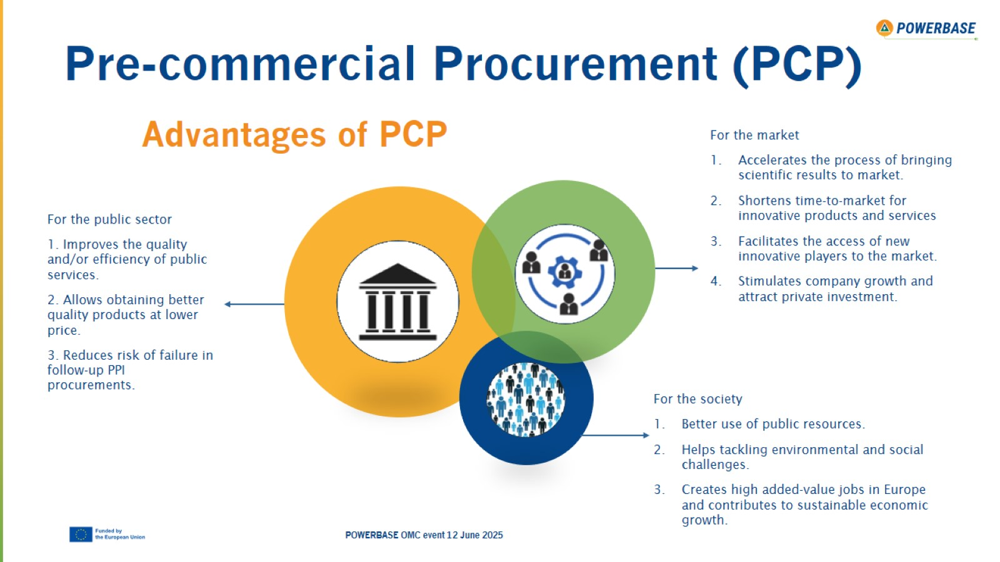 POWERBASE
Pre-commercial Procurement (PCP)
Advantages of PCP
For the public sector
1. Improves the quality
and/or efficiency of public
services.
2. Allows obtaining better
quality products at lower
price.
3. Reduces risk of failure in
follow-up PPI
procurements.
For the market
1. Accelerates the process of bringing
scientific results to market.
2. Shortens time-to-market for
innovative products and services
3. Facilitates the access of new
innovative players to the market.
4. Stimulates company growth and
attract private investment.
For the society
1. Better use of public resources.
2. Helps tackling environmental and social
challenges.
3. Creates high added-value jobs in Europe
and contributes to sustainable economic
growth.
Funded by
the European Union
POWERBASE OMC event 12 June 2025